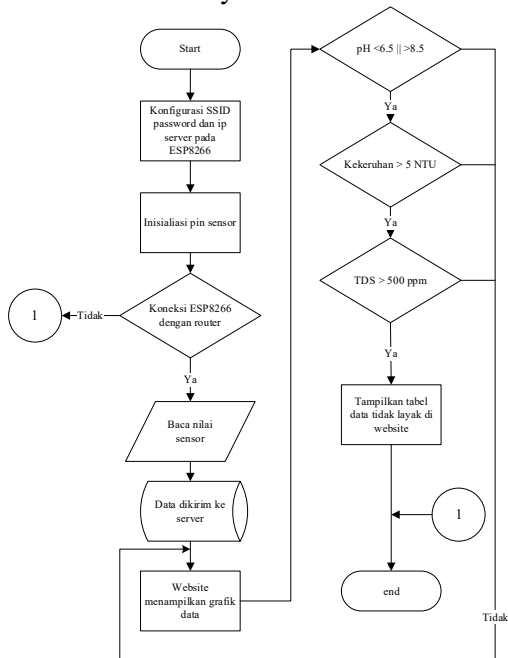 Start
Konfigurasi SSID
password dan ip
server pada
ESP8266
Inisialiasi pin sensor
Koneksi ESP8266
dengan router
Tidak
1
Ya
Baca nilai
sensor
Data dikirim ke
server
Website
menampilkan grafik
data
pH <6.5 || >8.5
Ya
Kekeruhan > 5 NTU
Ya
TDS > 500 ppm
Ya
Tampilkan tabel
data tidak layak di
website
1
end
Tidak